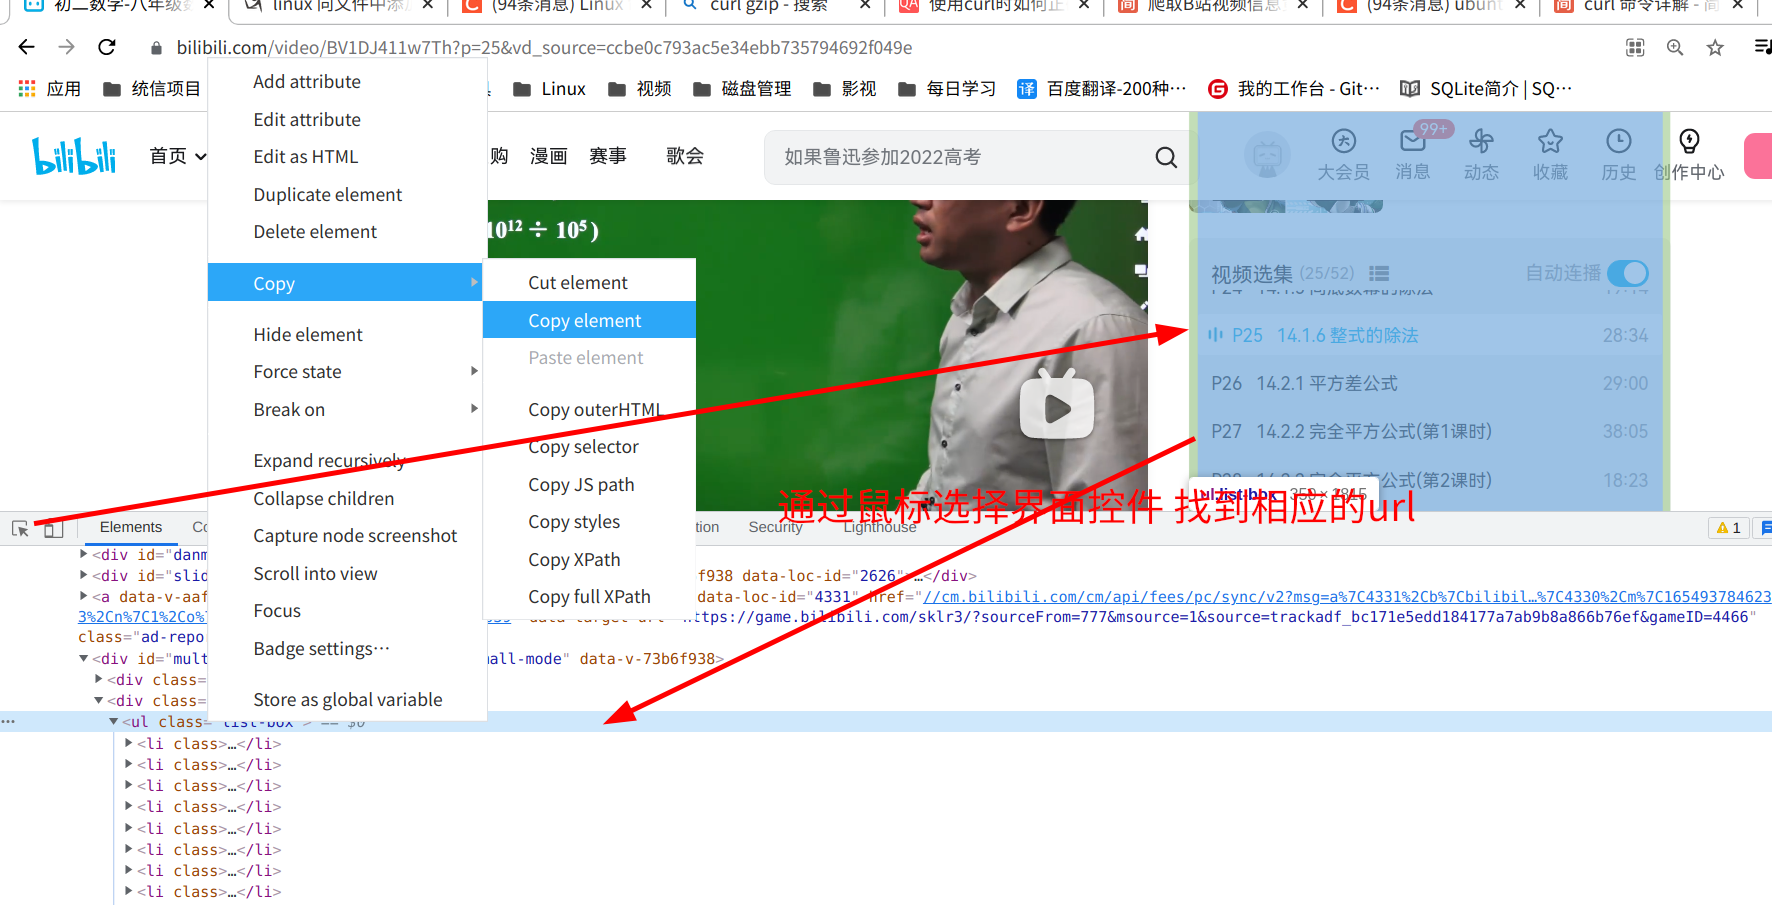 初二数学-八年级数
linux 向文件中添加
(94条消息) Linux
curl gzip - 搜索
使用curl时如何正
爬取B站视频信息
(94条消息) ubunt
curl 命令详解 - 简
bilibili.com/video/BV1DJ411w7Th?p=25&vd_source=ccbe0c793ac5e34ebb735794692f049e
应用
统信项目
Linux
视频
磁盘管理
影视
每日学习
译 百度翻译-200种…
我的工作台 - Git…
SQLite简介 | SQ…
bilibili
首页
购
漫画
赛事
歌会
如果鲁迅参加2022高考
大会员
99+
消息
动态
收藏
历史
创作中心
Add attribute
Edit attribute
Edit as HTML
Duplicate element
Delete element
Copy
Hide element
Force state
Break on
Expand recursively
Collapse children
Capture node screenshot
Scroll into view
Focus
Badge settings…
Store as global variable
Cut element
Copy element
Paste element
Copy outerHTML
Copy selector
Copy JS path
Copy styles
Copy XPath
Copy full XPath
10¹² ÷ 10⁵ )
视频选集 (25/52)
自动连播
P25 14.1.6 整式的除法 28:34
P26 14.2.1 平方差公式 29:00
P27 14.2.2 完全平方公式(第1课时) 38:05
完全平方公式(第2课时) 18:23
ul.list-box
通过鼠标选择界面控件 找到相应的url
Elements
Co
tion
Security
Lighthouse
1
<div id="danm
<div id="slid
f938 data-loc-id="2626">…</div>
<a data-v-aaf
data-loc-id="4331" href="//cm.bilibili.com/cm/api/fees/pc/sync/v2?msg=a%7C4331%2Cb%7Cbilibil…%7C4330%2Cm%7C165493784623
3%2Cn%7C1%2Co%
https://game.bilibili.com/sklr3/?sourceFrom=777&msource=1&source=trackadf_bc171e5edd184177a7ab9b8a866b76ef&gameID=4466"
class="ad-repo
<div id="mult
all-mode" data-v-73b6f938>
<div class=
<div class=
… <ul class="list-box"> == $0
<li class>…</li>
<li class>…</li>
<li class>…</li>
<li class>…</li>
<li class>…</li>
<li class>…</li>
<li class>…</li>
<li class>…</li>